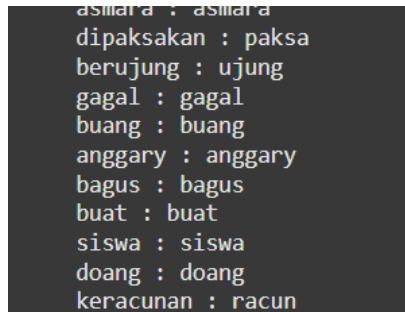 asmara : asmara
dipaksakan : paksa
berujung : ujung
gagal : gagal
buang : buang
anggary : anggary
bagus : bagus
buat : buat
siswa : siswa
doang : doang
keracunan : racun